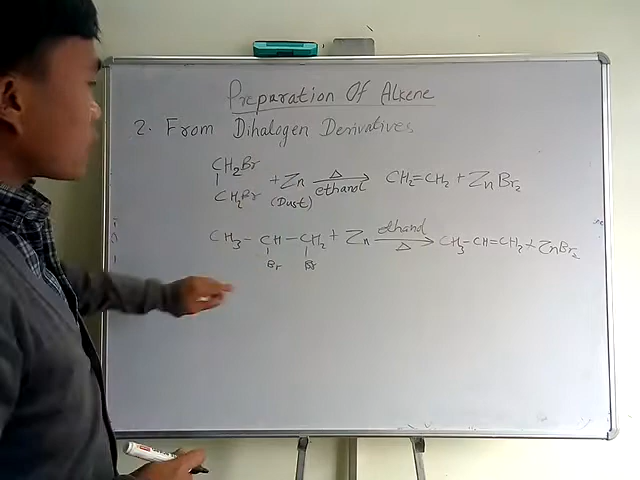 Preparation Of Alkene
2. From Dihalogen Derivatives
CH2Br
| + Zn (Dust) —Δ/ethanol→ CH2=CH2 + ZnBr2
CH2Br
CH3 - CH - CH2 + Zn —ethanol/Δ→ CH3-CH=CH2 + ZnBr2
| |
Br Br